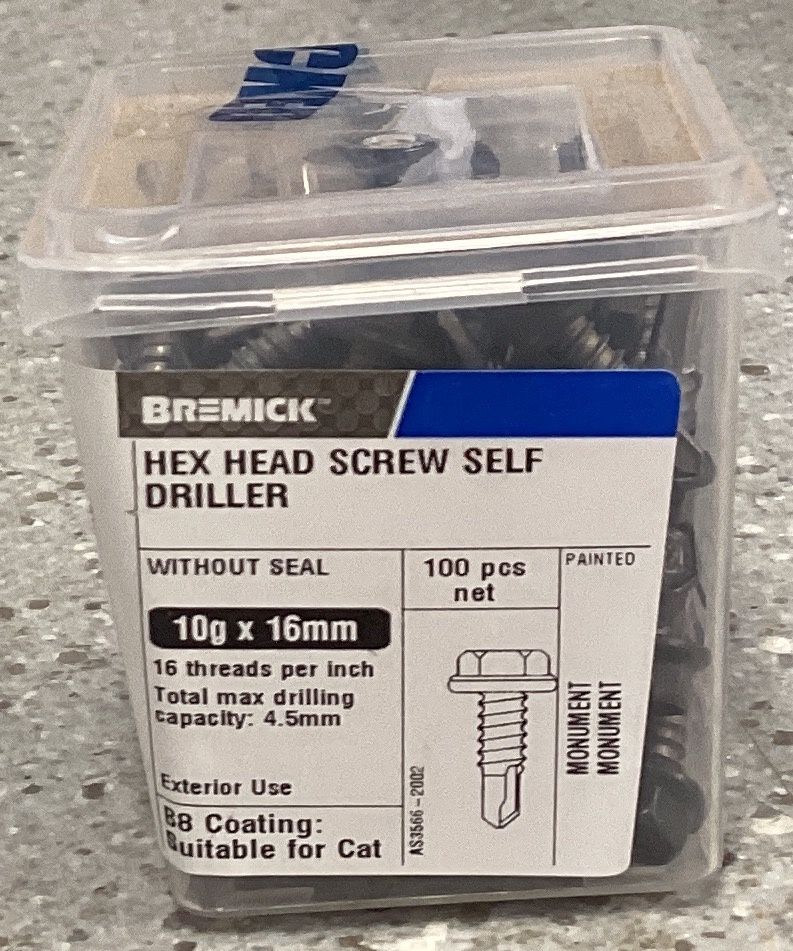 BREMICK™
HEX HEAD SCREW SELF
DRILLER
WITHOUT SEAL
10g x 16mm
16 threads per inch
Total max drilling
capacity: 4.5mm
Exterior Use
B8 Coating:
Suitable for Cat
100 pcs
net
AS3566-2002
PAINTED
MONUMENT
MONUMENT